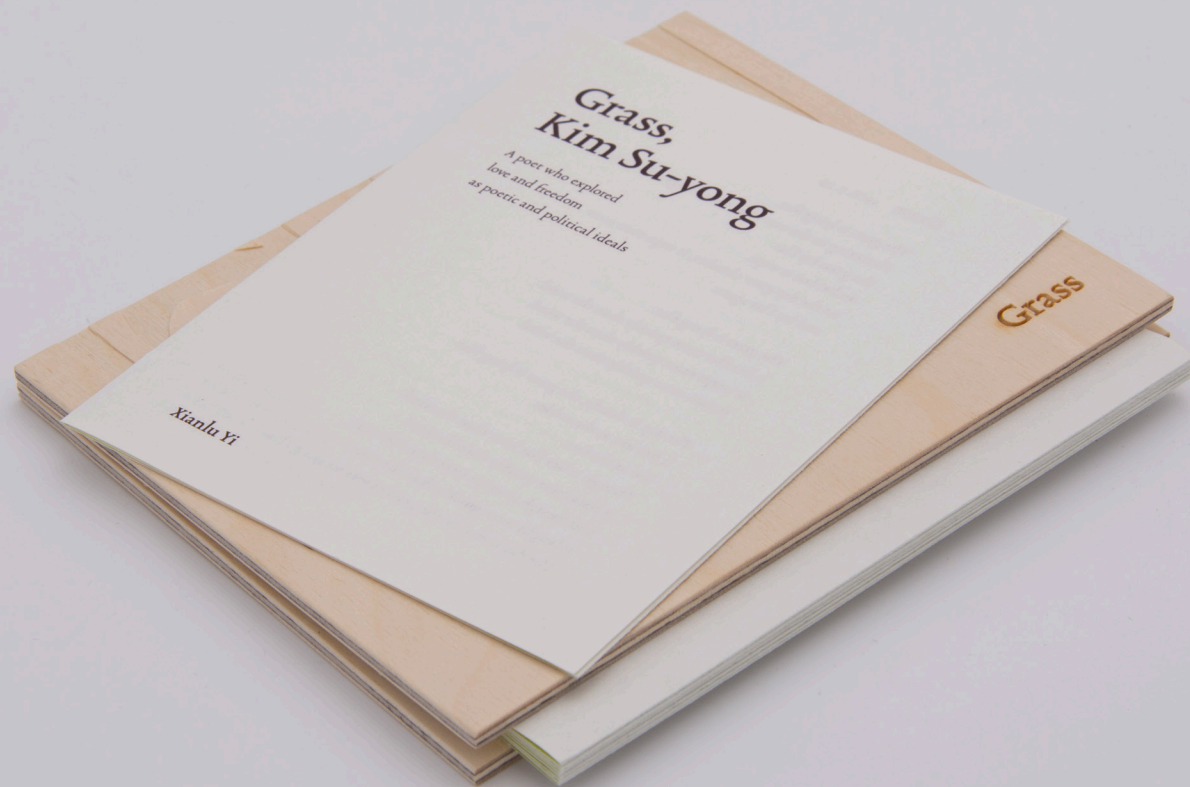 Grass,
Kim Su-yong
A poet who explored
love and freedom
as poetic and political ideals
Xianlu Yi
Grass